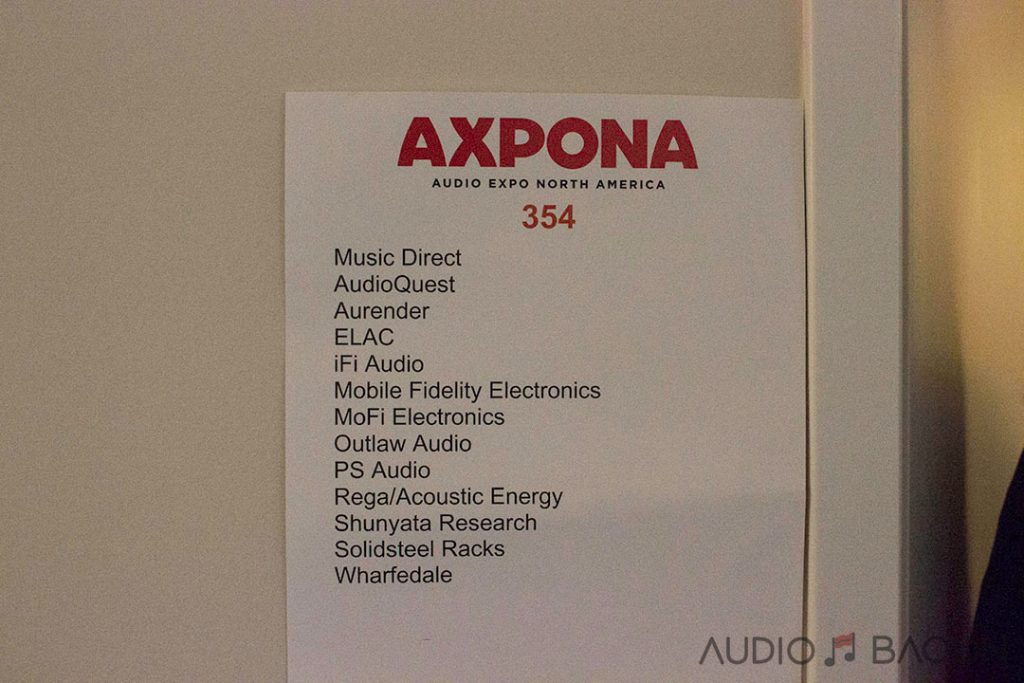 AXPONA
AUDIO EXPO NORTH AMERICA
354
Music Direct
AudioQuest
Aurender
ELAC
iFi Audio
Mobile Fidelity Electronics
MoFi Electronics
Outlaw Audio
PS Audio
Rega/Acoustic Energy
Shunyata Research
Solidsteel Racks
Wharfedale
AUDIO